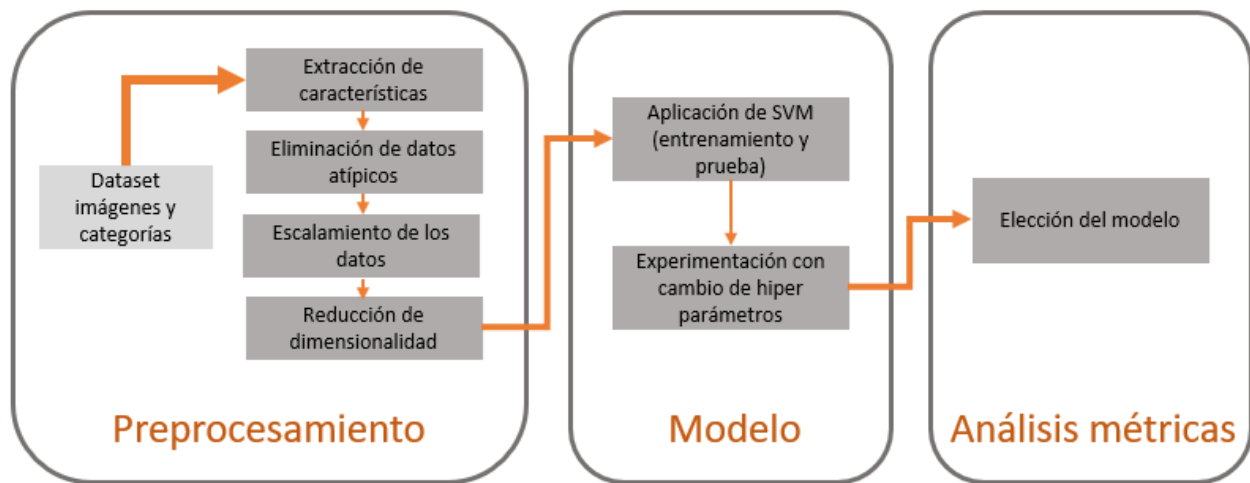 Dataset
imágenes y
categorías
Extracción de
características
Eliminación de datos
atípicos
Escalamiento de los
datos
Reducción de
dimensionalidad
Preprocesamiento
Aplicación de SVM
(entrenamiento y
prueba)
Experimentación con
cambio de hiper
parámetros
Modelo
Elección del modelo
Análisis métricas